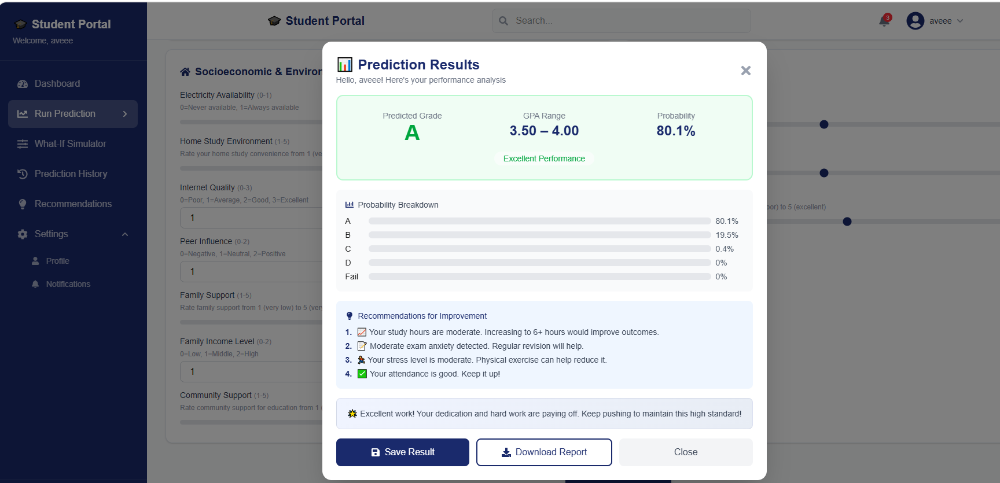 Student Portal
Welcome, aveee
Dashboard
Run Prediction
What-If Simulator
Prediction History
Recommendations
Settings
Profile
Notifications
Student Portal
Search...
3
aveee
Socioeconomic & Environ
Electricity Availability (0-1)
0=Never available, 1=Always available
Home Study Environment (1-5)
Rate your home study convenience from 1 (ve
Internet Quality (0-3)
0=Poor, 1=Average, 2=Good, 3=Excellent
1
Peer Influence (0-2)
0=Negative, 1=Neutral, 2=Positive
1
Family Support (1-5)
Rate family support from 1 (very low) to 5 (very
Family Income Level (0-2)
0=Low, 1=Middle, 2=High
1
Community Support (1-5)
Rate community support for education from 1 (
oor) to 5 (excellent)
Prediction Results
Hello, aveee! Here's your performance analysis
Predicted Grade
A
GPA Range
3.50 – 4.00
Probability
80.1%
Excellent Performance
Probability Breakdown
A 80.1%
B 19.5%
C 0.4%
D 0%
Fail 0%
Recommendations for Improvement
1. Your study hours are moderate. Increasing to 6+ hours would improve outcomes.
2. Moderate exam anxiety detected. Regular revision will help.
3. Your stress level is moderate. Physical exercise can help reduce it.
4. Your attendance is good. Keep it up!
Excellent work! Your dedication and hard work are paying off. Keep pushing to maintain this high standard!
Save Result
Download Report
Close